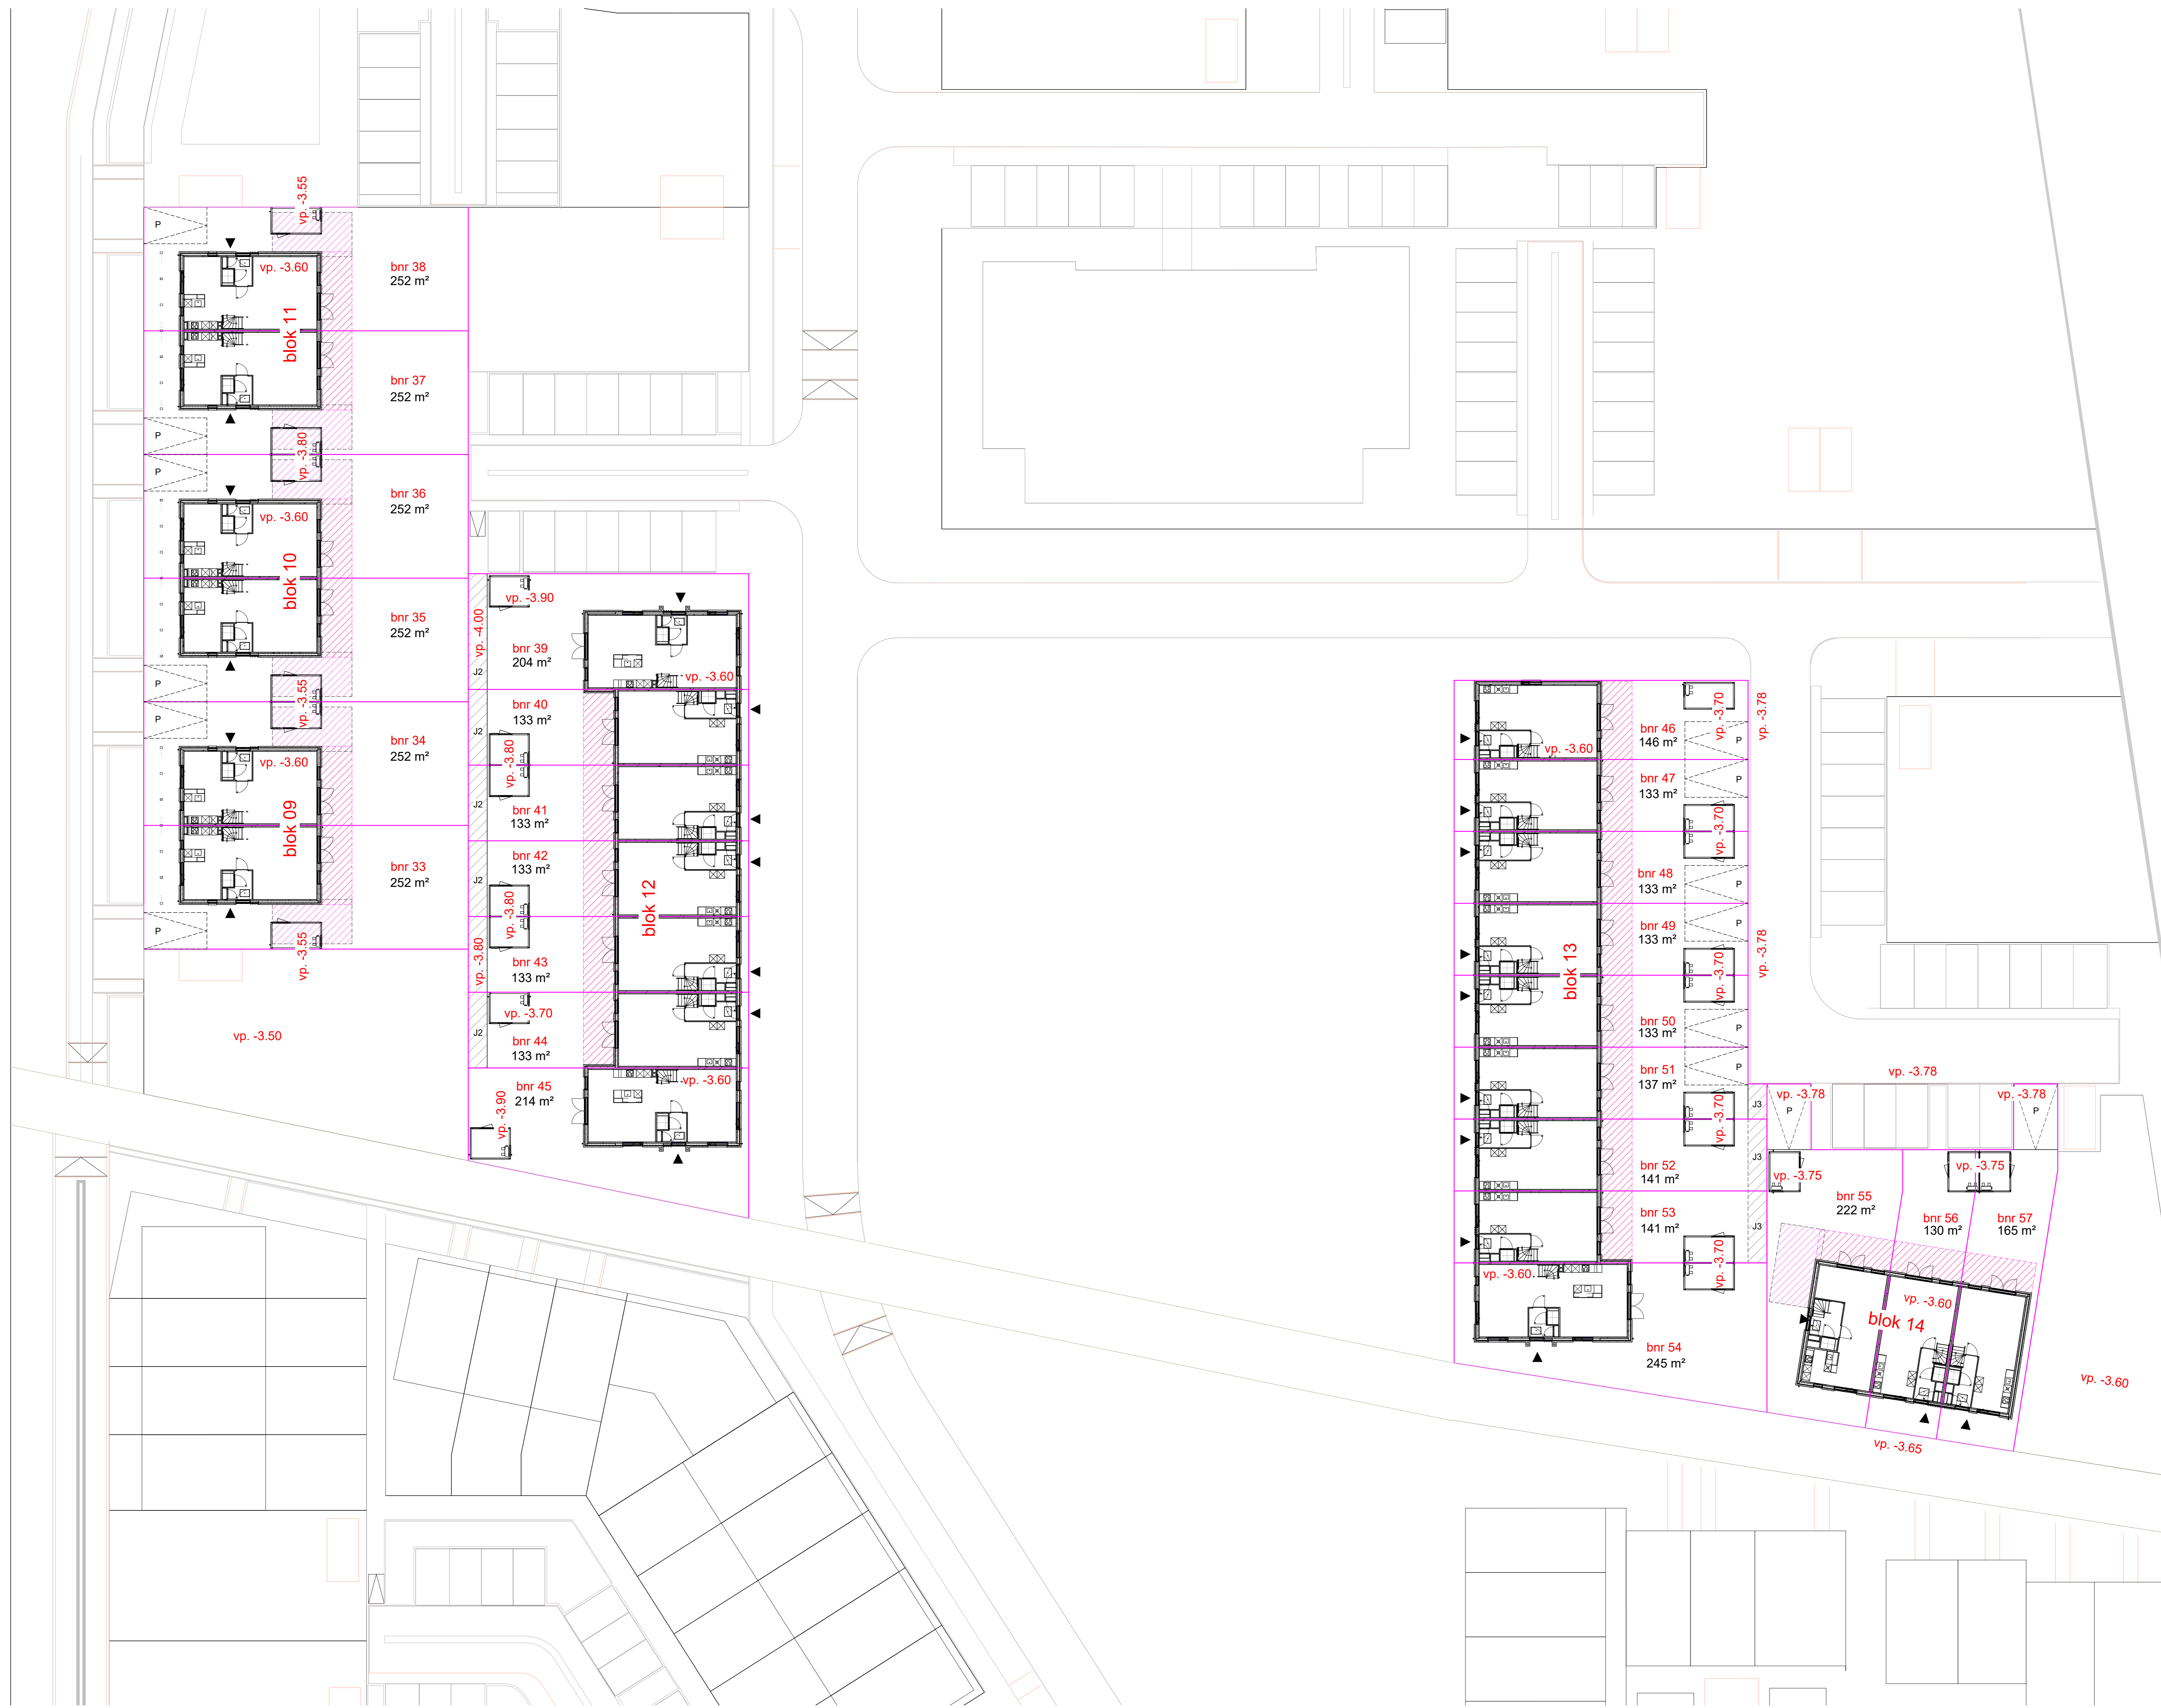 vp. -3.55
P
vp. -3.60
bnr 38
252 m²
blok 11
bnr 37
252 m²
P
vp. -3.80
P
bnr 36
252 m²
vp. -3.60
blok 10
bnr 35
252 m²
P
vp. -3.55
P
bnr 34
252 m²
vp. -3.60
blok 09
bnr 33
252 m²
P
vp. -3.55
vp. -3.50
vp. -3.90
vp. -4.00
bnr 39
204 m²
J2
vp. -3.60
bnr 40
133 m²
J2
vp. -3.80
J2
bnr 41
133 m²
bnr 42
133 m²
J2
vp. -3.80
blok 12
vp. -3.80
bnr 43
133 m²
vp. -3.70
J2
bnr 44
133 m²
bnr 45
214 m²
vp. -3.60
vp. -3.90
vp. -3.70
vp. -3.78
bnr 46
146 m²
P
vp. -3.60
bnr 47
133 m²
P
vp. -3.70
bnr 48
133 m²
P
bnr 49
133 m²
P
vp. -3.78
blok 13
vp. -3.70
bnr 50
133 m²
P
bnr 51
137 m²
P
vp. -3.70
J3
bnr 52
141 m²
J3
bnr 53
141 m²
J3
vp. -3.70
vp. -3.60
bnr 54
245 m²
vp. -3.78
vp. -3.78
P
vp. -3.78
P
vp. -3.75
vp. -3.75
bnr 55
222 m²
bnr 56
130 m²
bnr 57
165 m²
vp. -3.60
blok 14
vp. -3.60
vp. -3.65